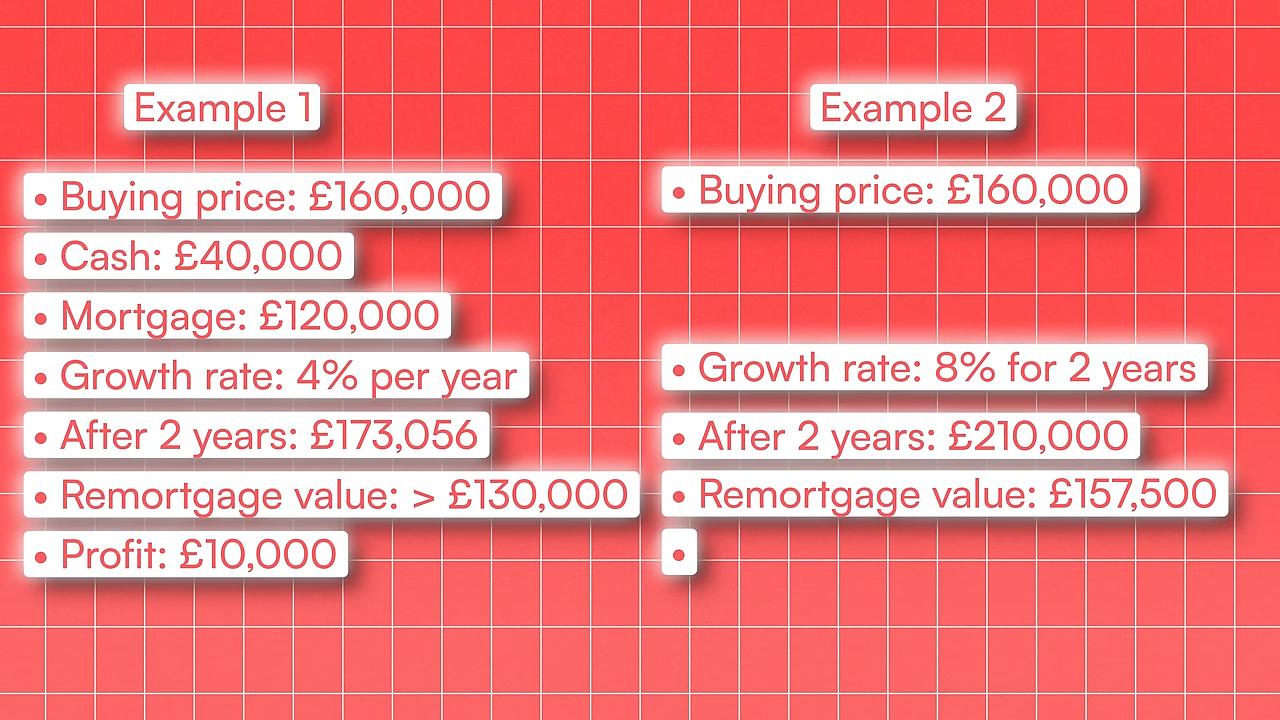 Example 1
• Buying price: £160,000
• Cash: £40,000
• Mortgage: £120,000
• Growth rate: 4% per year
• After 2 years: £173,056
• Remortgage value: > £130,000
• Profit: £10,000
Example 2
• Buying price: £160,000
• Growth rate: 8% for 2 years
• After 2 years: £210,000
• Remortgage value: £157,500
•